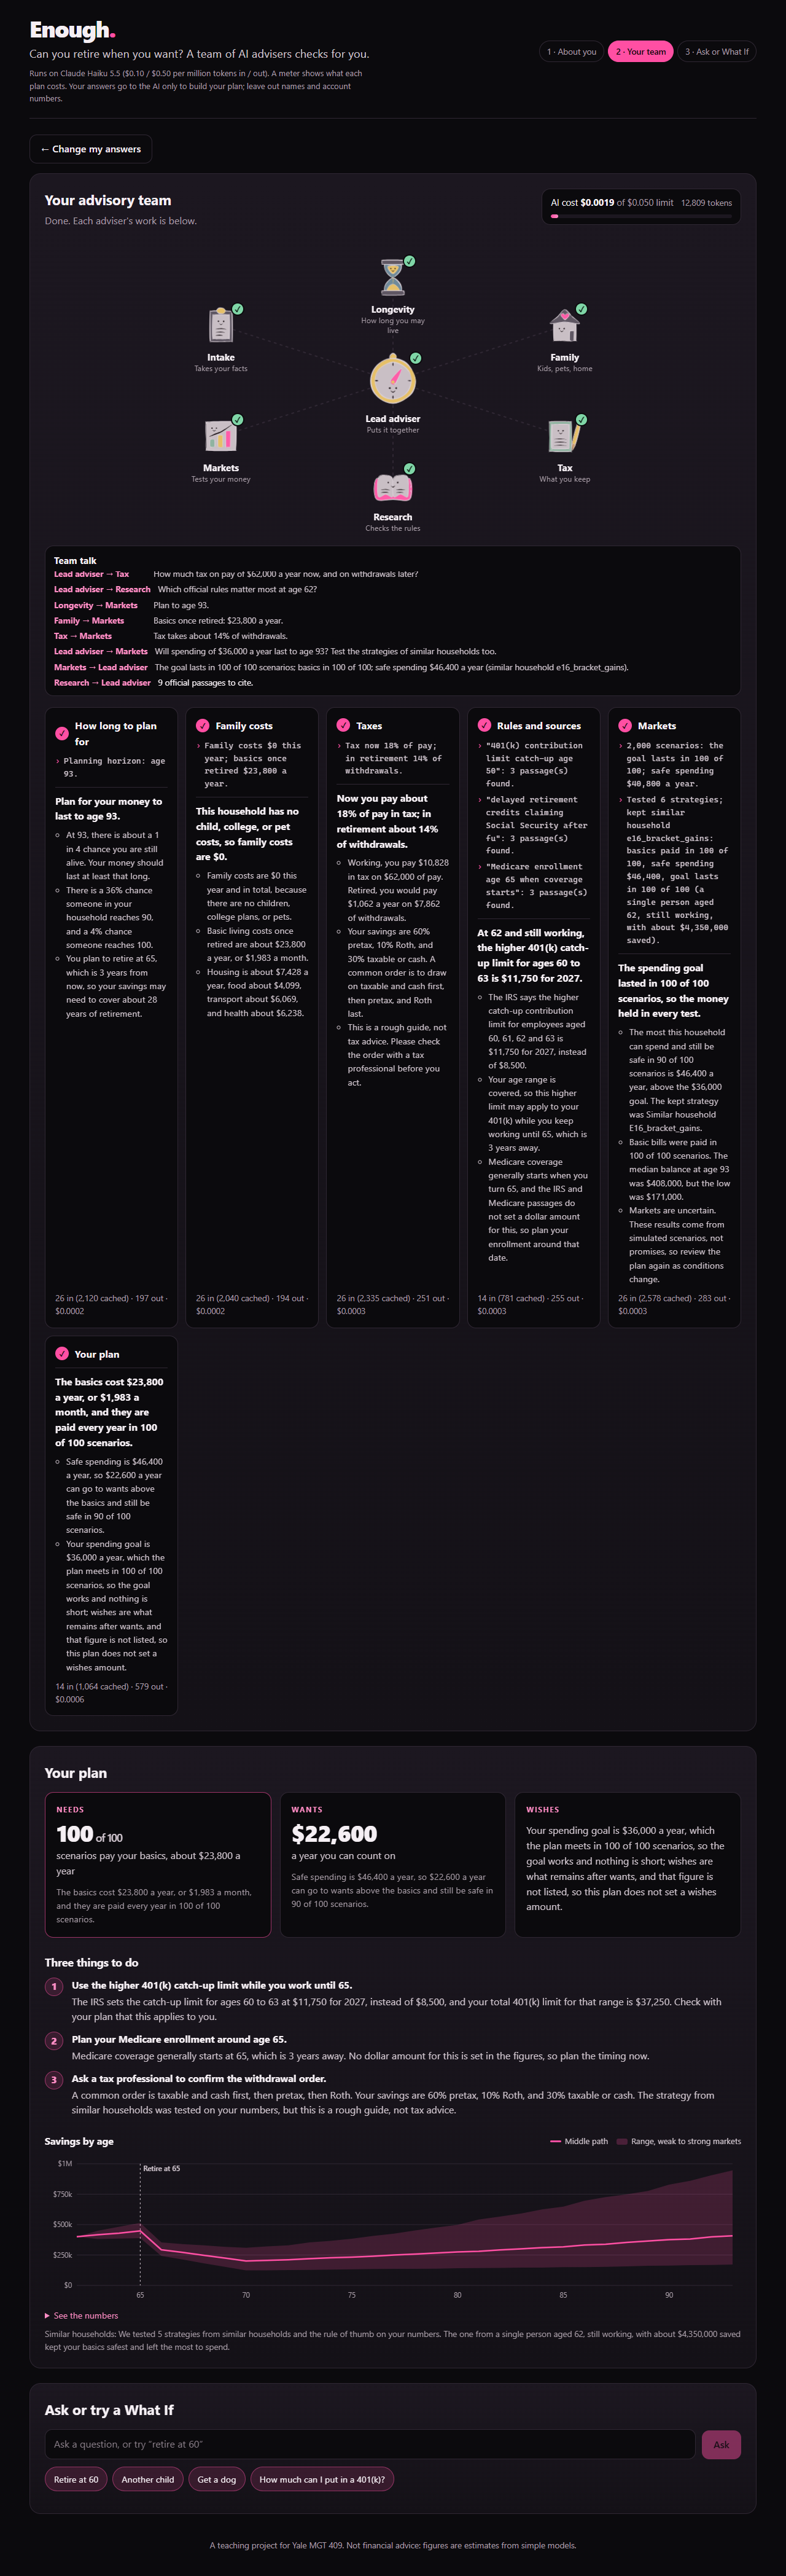 Enough.
Can you retire when you want? A team of AI advisers checks for you.
Runs on Claude Haiku 5.5 ($0.10 / $0.50 per million tokens in / out). A meter shows what each
plan costs. Your answers go to the AI only to build your plan; leave out names and account
numbers.
1 · About you
2 · Your team
3 · Ask or What If
← Change my answers
Your advisory team
Done. Each adviser's work is below.
AI cost $0.0019 of $0.050 limit 12,809 tokens
Longevity
How long you may
live
Intake
Takes your facts
Family
Kids, pets, home
Lead adviser
Puts it together
Markets
Tests your money
Tax
What you keep
Research
Checks the rules
Team talk
Lead adviser → Tax How much tax on pay of $62,000 a year now, and on withdrawals later?
Lead adviser → Research Which official rules matter most at age 62?
Longevity → Markets Plan to age 93.
Family → Markets Basics once retired: $23,800 a year.
Tax → Markets Tax takes about 14% of withdrawals.
Lead adviser → Markets Will spending of $36,000 a year last to age 93? Test the strategies of similar households too.
Markets → Lead adviser The goal lasts in 100 of 100 scenarios; basics in 100 of 100; safe spending $46,400 a year (similar household e16_bracket_gains).
Research → Lead adviser 9 official passages to cite.
How long to plan
for
› Planning horizon: age
93.
Plan for your money to
last to age 93.
At 93, there is about a 1
in 4 chance you are still
alive. Your money should
last at least that long.
There is a 36% chance
someone in your
household reaches 90,
and a 4% chance
someone reaches 100.
You plan to retire at 65,
which is 3 years from
now, so your savings may
need to cover about 28
years of retirement.
26 in (2,120 cached) · 197 out ·
$0.0002
Family costs
› Family costs $0 this
year; basics once
retired $23,800 a
year.
This household has no
child, college, or pet
costs, so family costs
are $0.
Family costs are $0 this
year and in total, because
there are no children,
college plans, or pets.
Basic living costs once
retired are about $23,800
a year, or $1,983 a month.
Housing is about $7,428 a
year, food about $4,099,
transport about $6,069,
and health about $6,238.
26 in (2,040 cached) · 194 out ·
$0.0002
Taxes
› Tax now 18% of pay;
in retirement 14% of
withdrawals.
Now you pay about
18% of pay in tax; in
retirement about 14%
of withdrawals.
Working, you pay $10,828
in tax on $62,000 of pay.
Retired, you would pay
$1,062 a year on $7,862
of withdrawals.
Your savings are 60%
pretax, 10% Roth, and
30% taxable or cash. A
common order is to draw
on taxable and cash first,
then pretax, and Roth
last.
This is a rough guide, not
tax advice. Please check
the order with a tax
professional before you
act.
26 in (2,335 cached) · 251 out ·
$0.0003
Rules and sources
› "401(k) contribution
limit catch-up age
50": 3 passage(s)
found.
› "delayed retirement
credits claiming
Social Security after
fu": 3 passage(s)
found.
› "Medicare enrollment
age 65 when coverage
starts": 3 passage(s)
found.
At 62 and still working,
the higher 401(k) catch-
up limit for ages 60 to
63 is $11,750 for 2027.
The IRS says the higher
catch-up contribution
limit for employees aged
60, 61, 62 and 63 is
$11,750 for 2027, instead
of $8,500.
Your age range is
covered, so this higher
limit may apply to your
401(k) while you keep
working until 65, which is
3 years away.
Medicare coverage
generally starts when you
turn 65, and the IRS and
Medicare passages do
not set a dollar amount
for this, so plan your
enrollment around that
date.
14 in (781 cached) · 255 out ·
$0.0003
Markets
› 2,000 scenarios: the
goal lasts in 100 of
100; safe spending
$40,800 a year.
› Tested 6 strategies;
kept similar
household
e16_bracket_gains:
basics paid in 100 of
100, safe spending
$46,400, goal lasts
in 100 of 100 (a
single person aged
62, still working,
with about $4,350,000
saved).
The spending goal
lasted in 100 of 100
scenarios, so the money
held in every test.
The most this household
can spend and still be
safe in 90 of 100
scenarios is $46,400 a
year, above the $36,000
goal. The kept strategy
was Similar household
E16_bracket_gains.
Basic bills were paid in
100 of 100 scenarios. The
median balance at age 93
was $408,000, but the low
was $171,000.
Markets are uncertain.
These results come from
simulated scenarios, not
promises, so review the
plan again as conditions
change.
26 in (2,578 cached) · 283 out ·
$0.0003
Your plan
The basics cost $23,800
a year, or $1,983 a
month, and they are
paid every year in 100
of 100 scenarios.
Safe spending is $46,400
a year, so $22,600 a year
can go to wants above
the basics and still be
safe in 90 of 100
scenarios.
Your spending goal is
$36,000 a year, which the
plan meets in 100 of 100
scenarios, so the goal
works and nothing is
short; wishes are what
remains after wants, and
that figure is not listed, so
this plan does not set a
wishes amount.
14 in (1,064 cached) · 579 out ·
$0.0006
Your plan
NEEDS
100 of 100
scenarios pay your basics, about $23,800 a
year
The basics cost $23,800 a year, or $1,983 a month,
and they are paid every year in 100 of 100
scenarios.
WANTS
$22,600
a year you can count on
Safe spending is $46,400 a year, so $22,600 a year
can go to wants above the basics and still be safe in
90 of 100 scenarios.
WISHES
Your spending goal is $36,000 a year, which
the plan meets in 100 of 100 scenarios, so the
goal works and nothing is short; wishes are
what remains after wants, and that figure is
not listed, so this plan does not set a wishes
amount.
Three things to do
1 Use the higher 401(k) catch-up limit while you work until 65.
The IRS sets the catch-up limit for ages 60 to 63 at $11,750 for 2027, instead of $8,500, and your total 401(k) limit for that range is $37,250. Check with
your plan that this applies to you.
2 Plan your Medicare enrollment around age 65.
Medicare coverage generally starts at 65, which is 3 years away. No dollar amount for this is set in the figures, so plan the timing now.
3 Ask a tax professional to confirm the withdrawal order.
A common order is taxable and cash first, then pretax, then Roth. Your savings are 60% pretax, 10% Roth, and 30% taxable or cash. The strategy from
similar households was tested on your numbers, but this is a rough guide, not tax advice.
Savings by age
Middle path
Range, weak to strong markets
$1M
Retire at 65
$750k
$500k
$250k
$0
65 70 75 80 85 90
▶ See the numbers
Similar households: We tested 5 strategies from similar households and the rule of thumb on your numbers. The one from a single person aged 62, still working, with about $4,350,000 saved
kept your basics safest and left the most to spend.
Ask or try a What If
Ask a question, or try "retire at 60"
Ask
Retire at 60
Another child
Get a dog
How much can I put in a 401(k)?
A teaching project for Yale MGT 409. Not financial advice: figures are estimates from simple models.